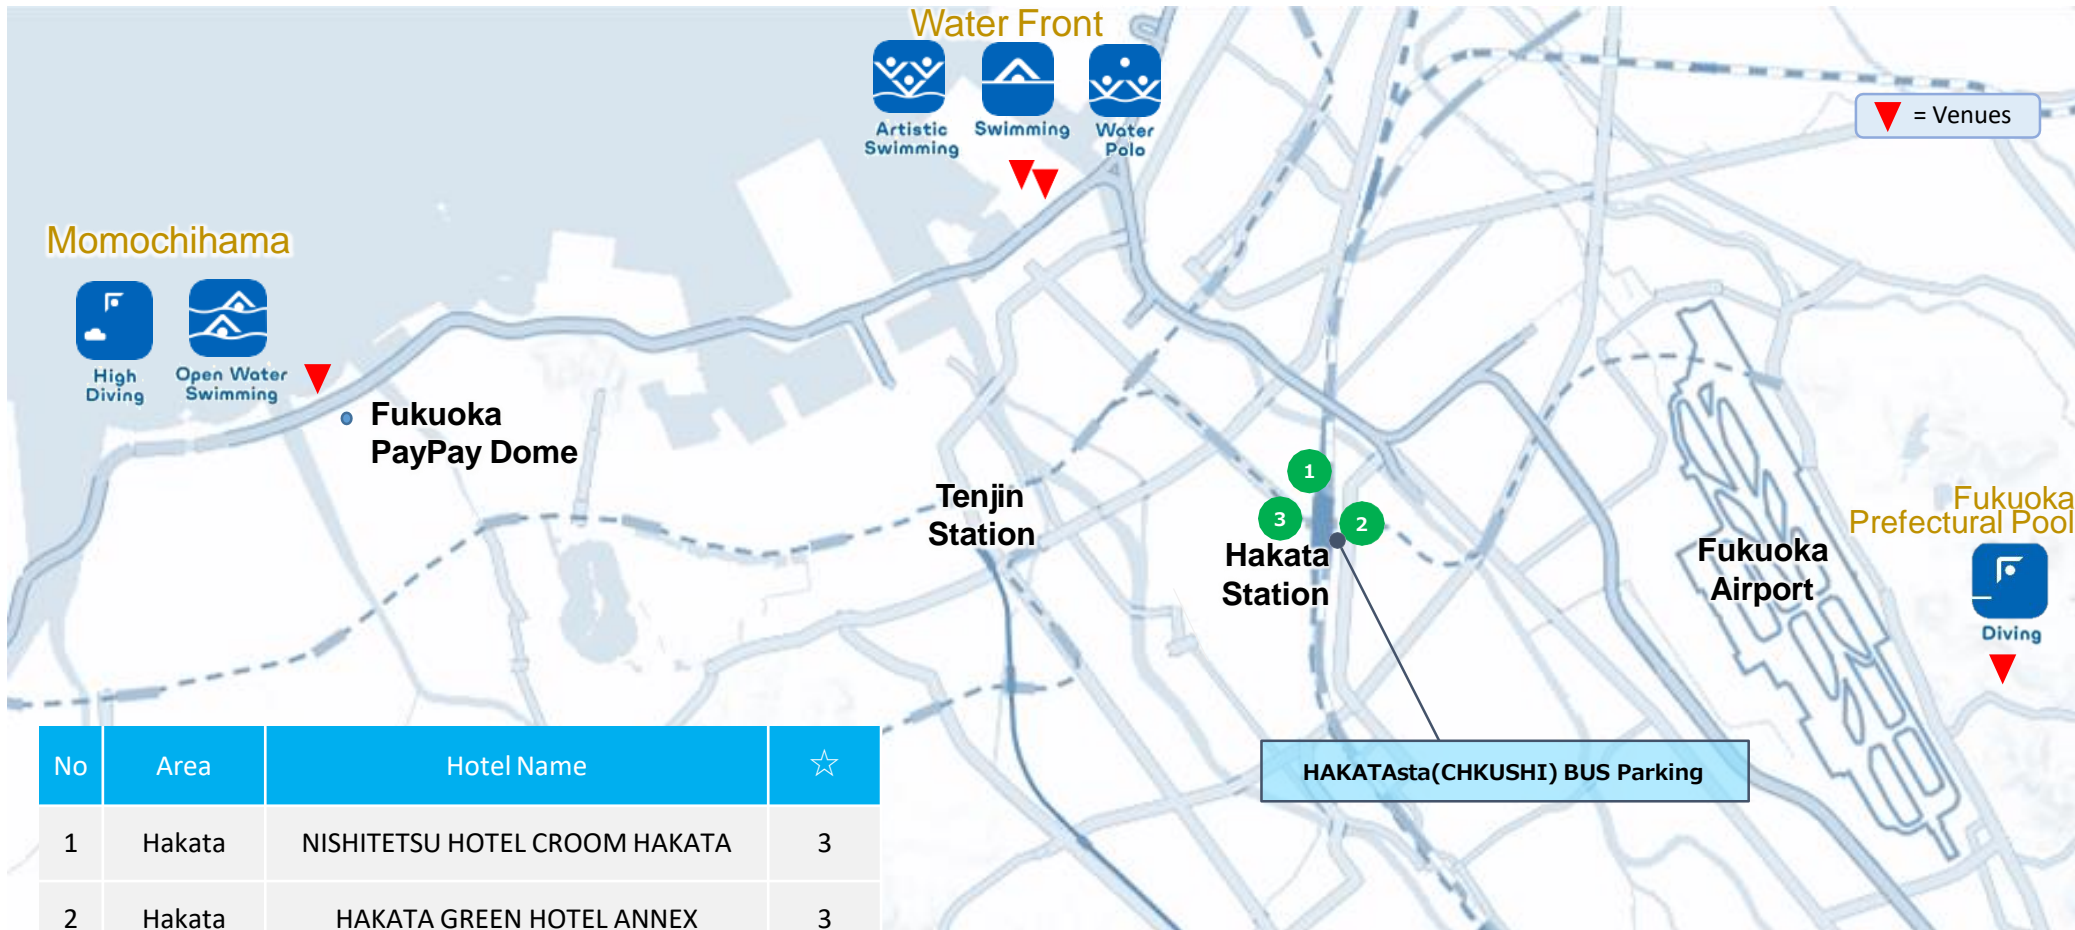 Water Front
Artistic
Swimming
Swimming
Water
Polo
= Venues
Momochihama
High
Diving
Open Water
Swimming
Fukuoka
PayPay Dome
Tenjin
Station
1
3
2
Hakata
Station
Fukuoka
Airport
Fukuoka
Prefectural Pool
Diving
HAKATAsta(CHKUSHI) BUS Parking
No Area Hotel Name ☆
1 Hakata NISHITETSU HOTEL CROOM HAKATA 3
2 Hakata HAKATA GREEN HOTEL ANNEX 3